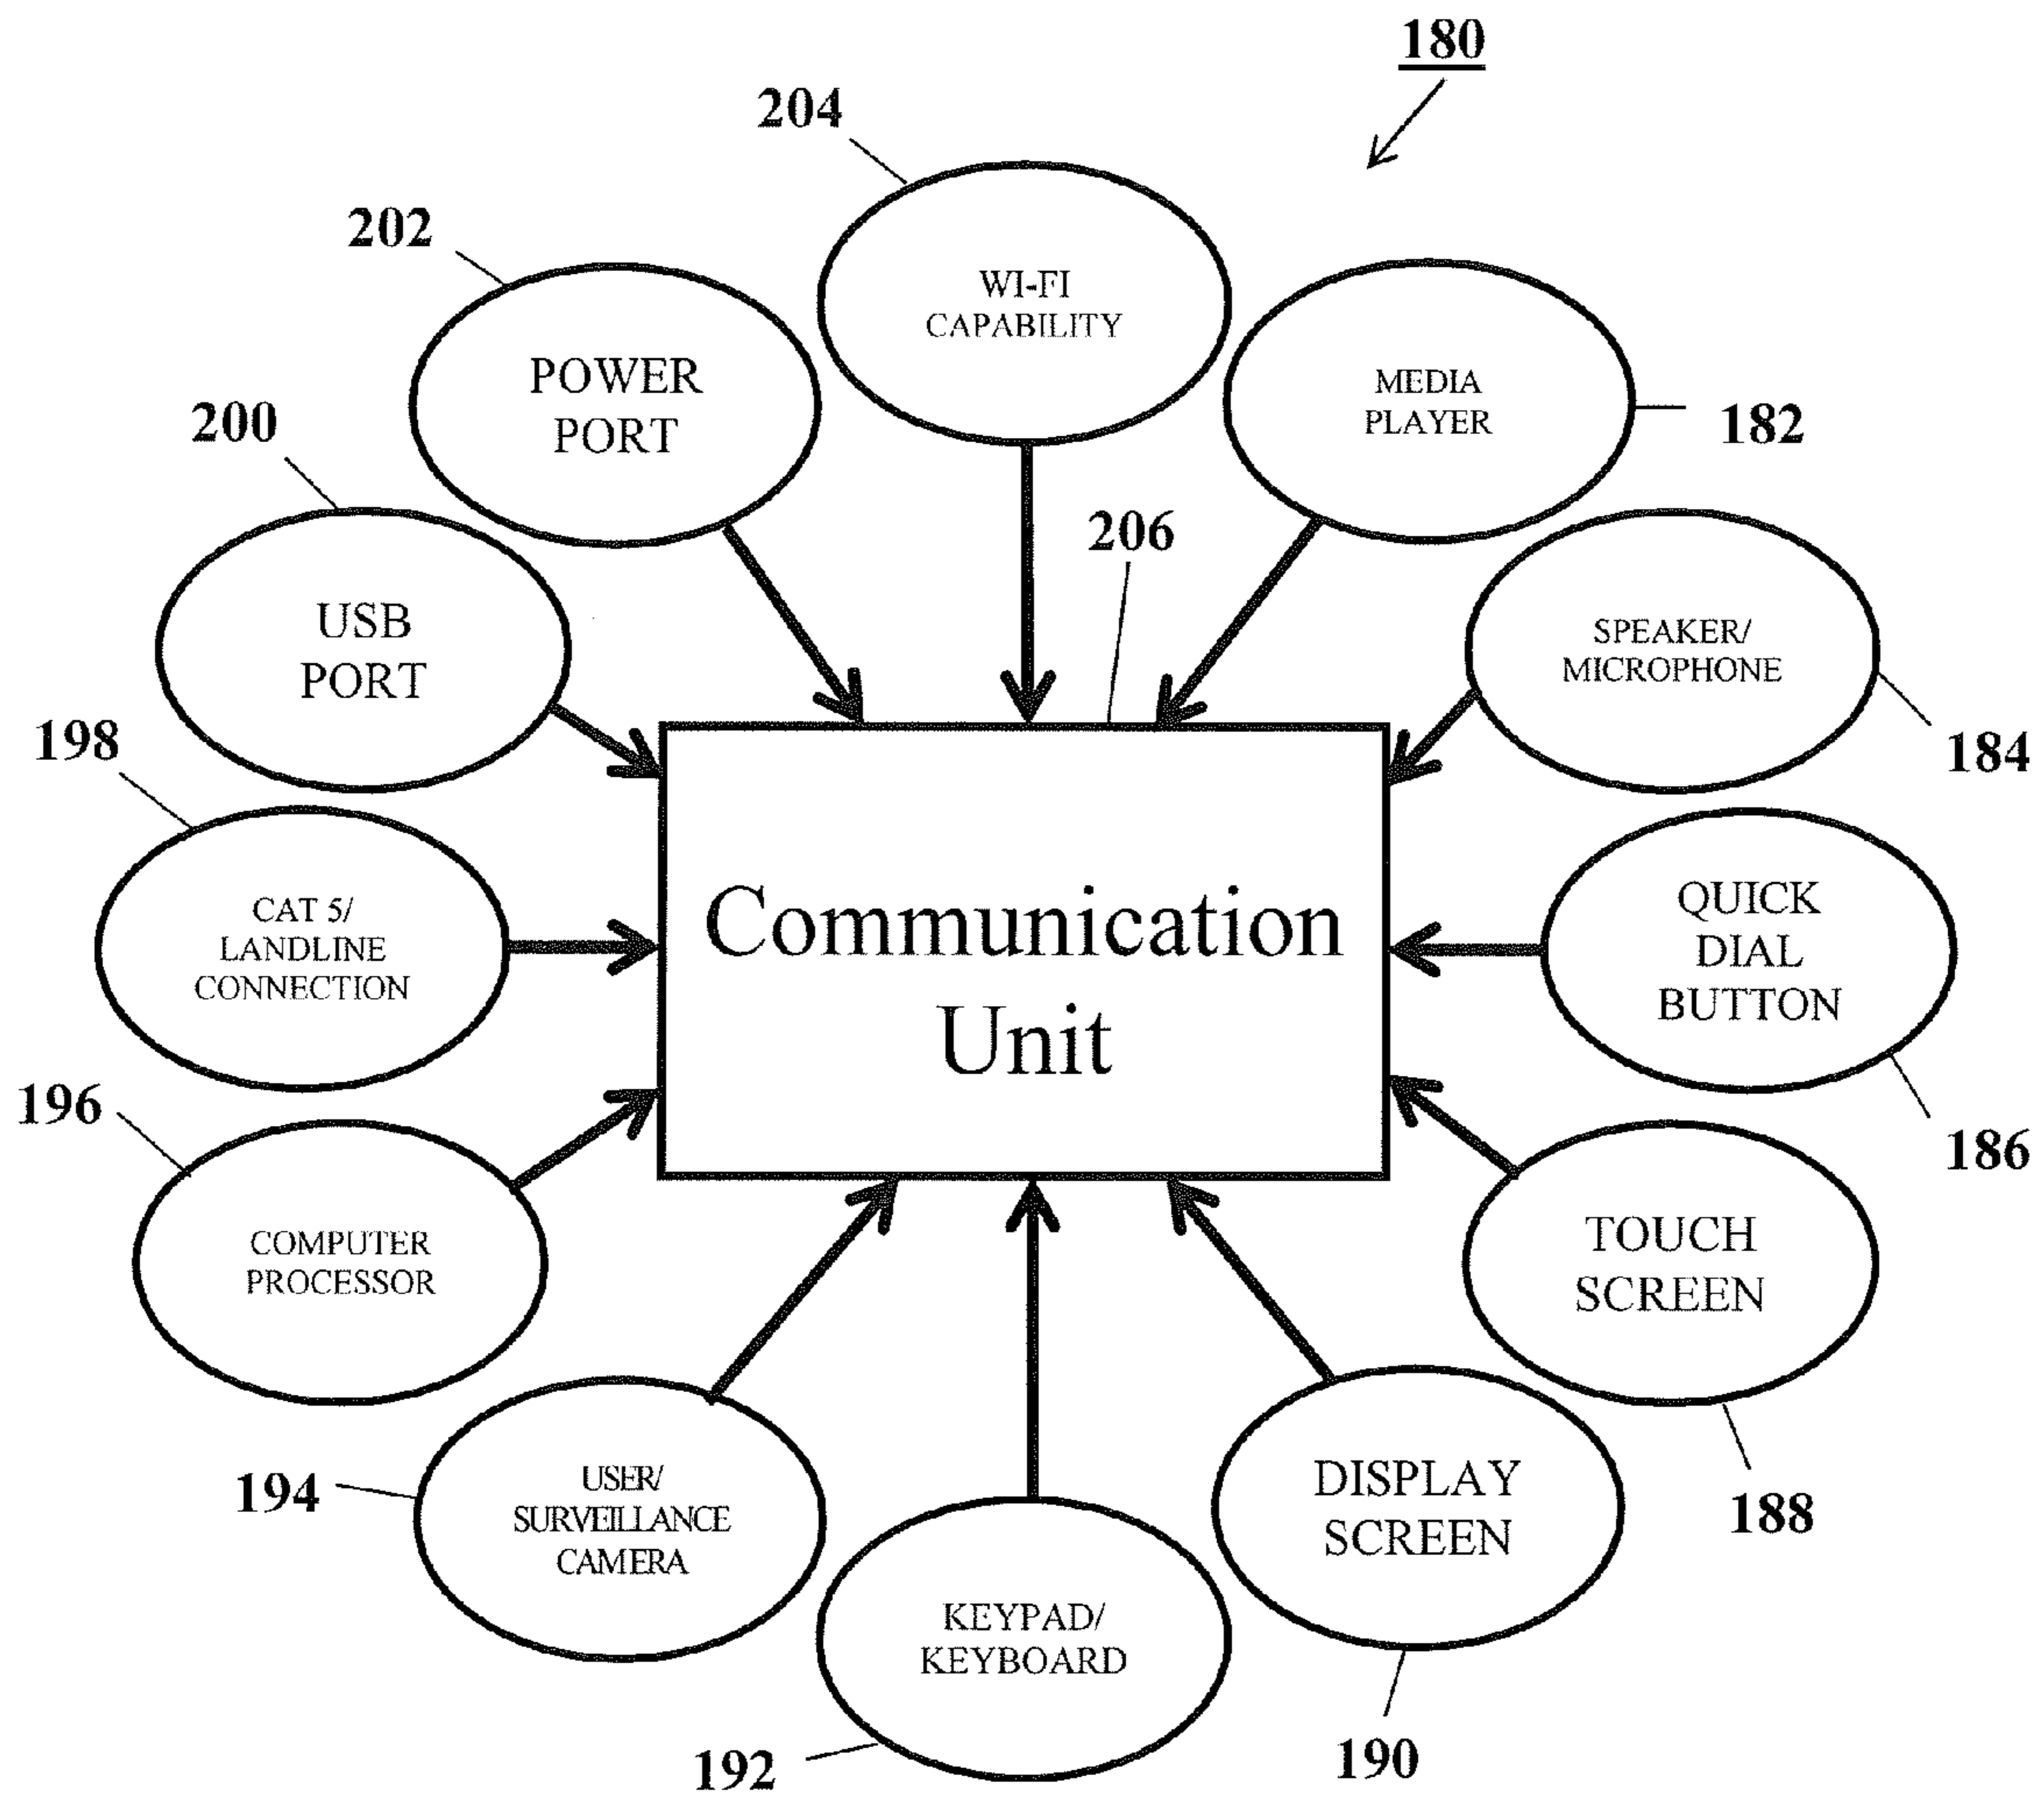 180
204
WI-FI
CAPABILITY
202
POWER
PORT
MEDIA
PLAYER
182
200
USB
PORT
206
SPEAKER/
MICROPHONE
184
198
CAT 5/
LANDLINE
CONNECTION
Communication
Unit
QUICK
DIAL
BUTTON
186
196
COMPUTER
PROCESSOR
TOUCH
SCREEN
188
194
USER/
SURVEILLANCE
CAMERA
KEYPAD/
KEYBOARD
192
DISPLAY
SCREEN
190